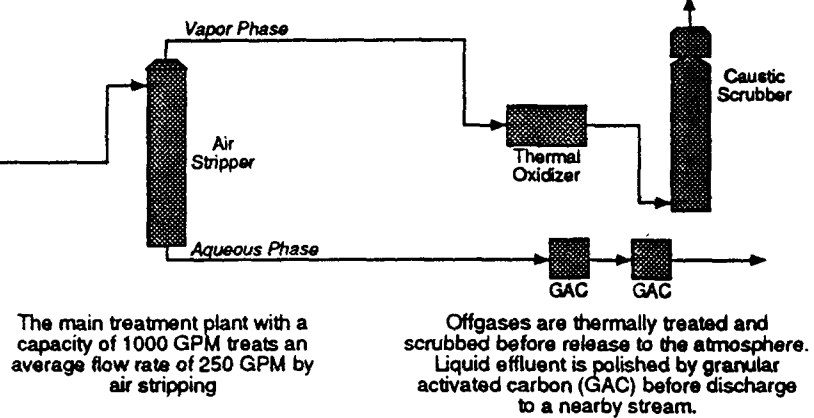 Vapor Phase
Caustic
Scrubber
Air
Stripper
Thermal
Oxidizer
Aqueous Phase
GAC
GAC
The main treatment plant with a
capacity of 1000 GPM treats an
average flow rate of 250 GPM by
air stripping
Offgases are thermally treated and
scrubbed before release to the atmosphere.
Liquid effluent is polished by granular
activated carbon (GAC) before discharge
to a nearby stream.